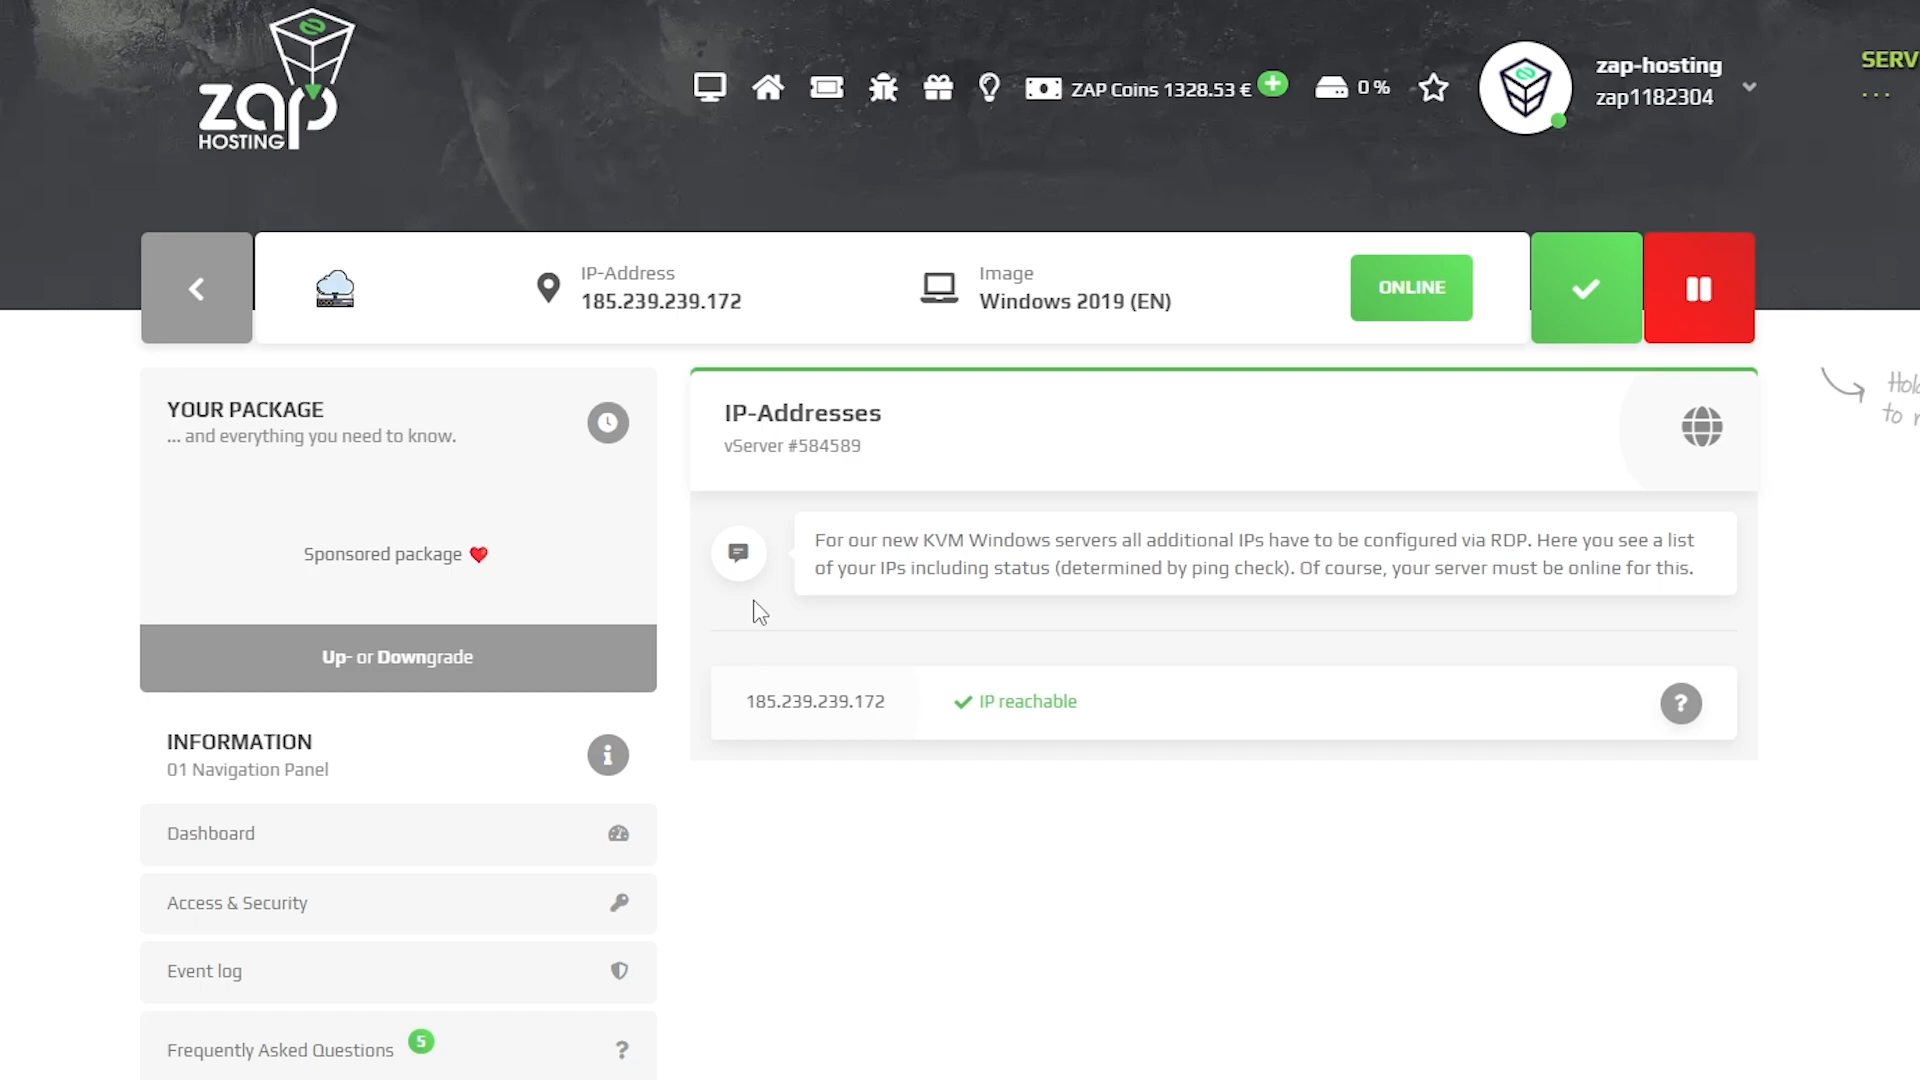 zap
HOSTING
ZAP Coins 1328.53 €
0 %
zap-hosting
zap1182304
SERV
...
IP-Address
185.239.239.172
Image
Windows 2019 (EN)
ONLINE
YOUR PACKAGE
... and everything you need to know.
Sponsored package
Up- or Downgrade
INFORMATION
01 Navigation Panel
Dashboard
Access & Security
Event log
Frequently Asked Questions 5
IP-Addresses
vServer #584589
For our new KVM Windows servers all additional IPs have to be configured via RDP. Here you see a list
of your IPs including status (determined by ping check). Of course, your server must be online for this.
185.239.239.172
IP reachable
to